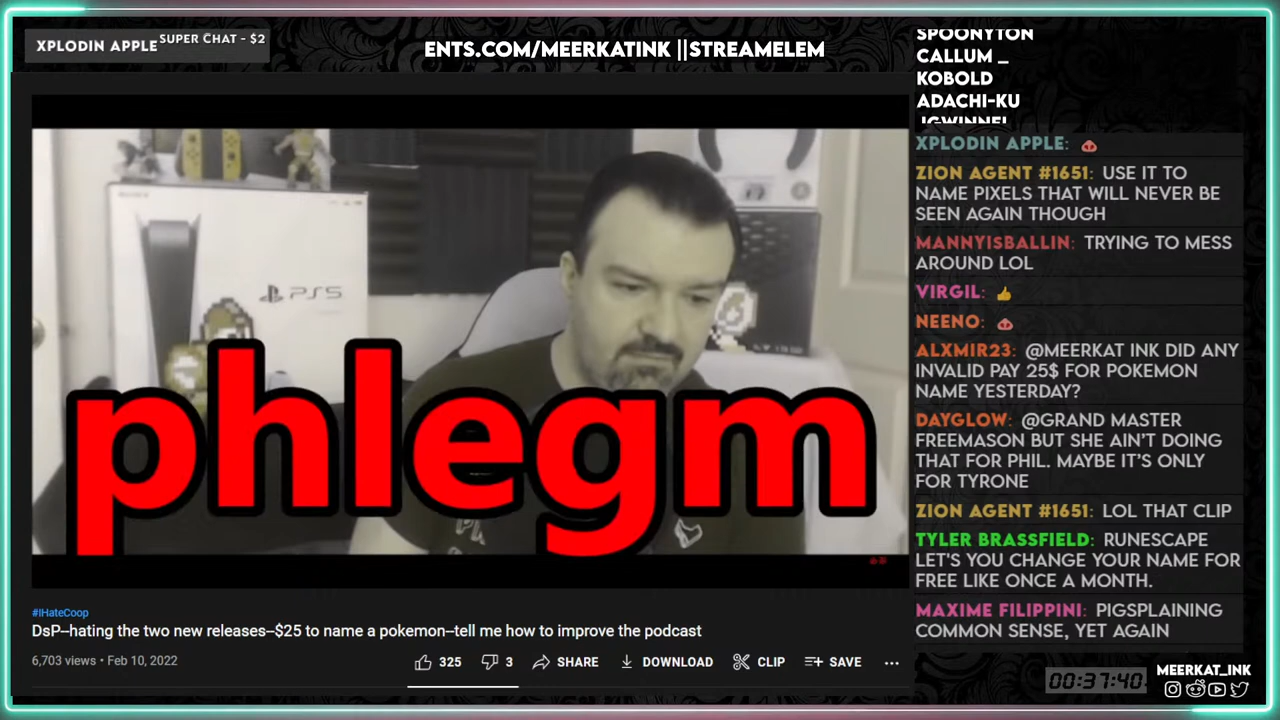 XPLODIN APPLE SUPER CHAT - $2
ENTS.COM/MEERKATINK ||STREAMELEM
SPOONYTON
CALLUM _
KOBOLD
ADACHI-KU
JGWINNEL
XPLODIN APPLE:
ZION AGENT #1651: USE IT TO
NAME PIXELS THAT WILL NEVER BE
SEEN AGAIN THOUGH
MANNYISBALLIN: TRYING TO MESS
AROUND LOL
VIRGIL:
NEENO:
ALXMIR23: @MEERKAT INK DID ANY
INVALID PAY 25$ FOR POKEMON
NAME YESTERDAY?
DAYGLOW: @GRAND MASTER
FREEMASON BUT SHE AIN'T DOING
THAT FOR PHIL. MAYBE IT'S ONLY
FOR TYRONE
ZION AGENT #1651: LOL THAT CLIP
TYLER BRASSFIELD: RUNESCAPE
LET'S YOU CHANGE YOUR NAME FOR
FREE LIKE ONCE A MONTH.
MAXIME FILIPPINI: PIGSPLAINING
COMMON SENSE, YET AGAIN
PS5
phlegm
#IHateCoop
DsP--hating the two new releases--$25 to name a pokemon--tell me how to improve the podcast
6,703 views • Feb 10, 2022
325 3 SHARE DOWNLOAD CLIP SAVE ...
00:37:40
MEERKAT_INK